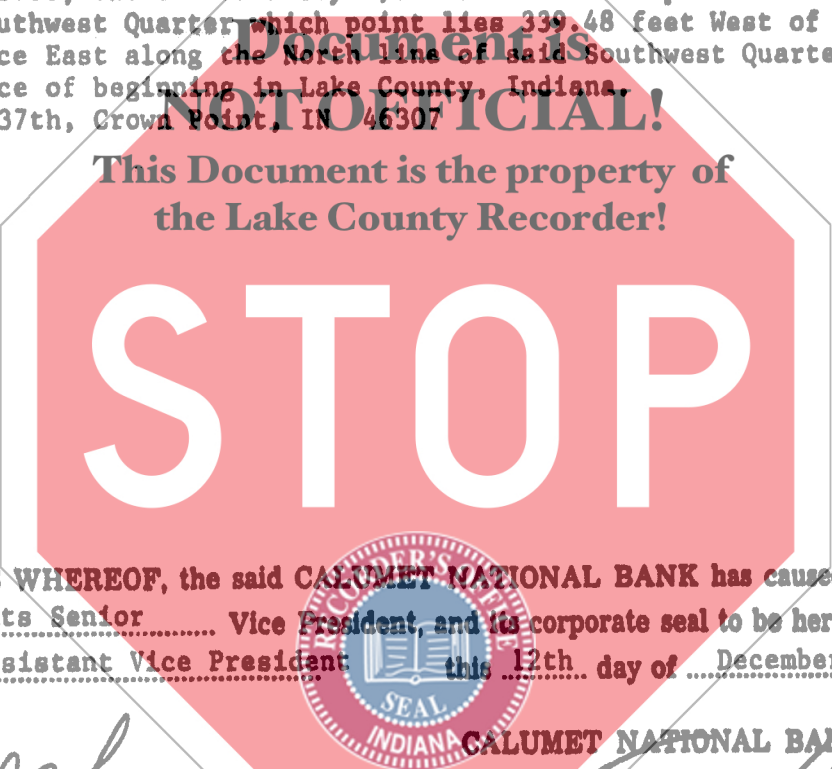 uthwest Quarter which point lies 339.48 feet West of
Document is
ce East along the North line of said Southwest Quarte
ce of beginning in Lake County, Indiana.
NOT OFFICIAL!
37th, Crown Point, IN 46307
This Document is the property of
the Lake County Recorder!
STOP
WHEREOF, the said CALUMET NATIONAL BANK has cause
ts Senior Vice President, and its corporate seal to be her
sistant Vice President this 12th day of December
RECORDER'S OFFICE
SEAL
INDIANA
CALUMET NATIONAL BAN